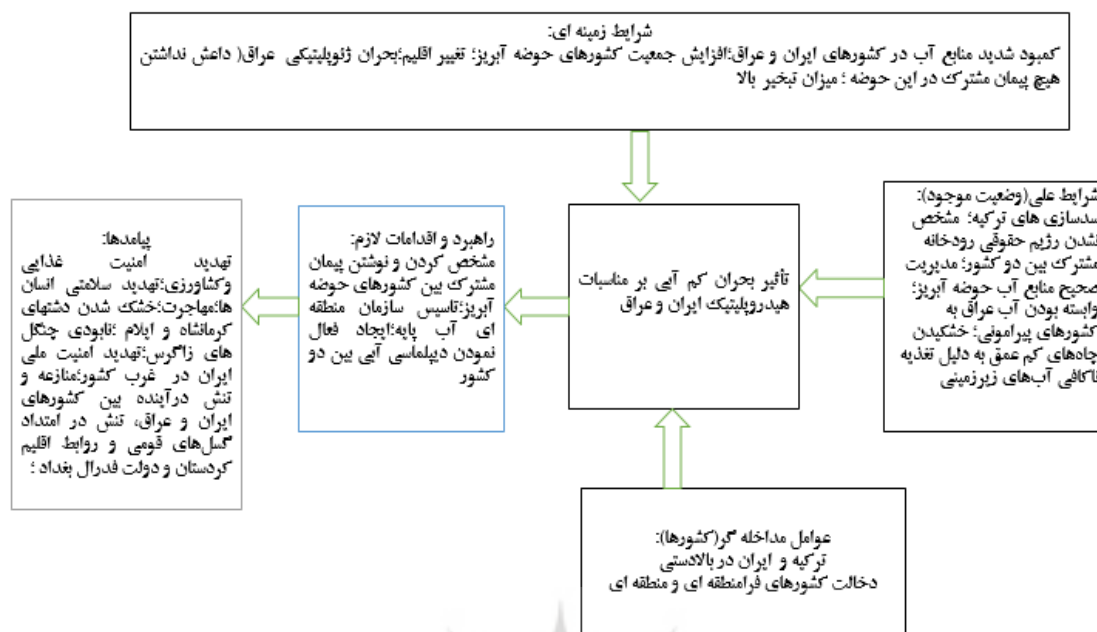 شرایط زمینه ای:
کمبود شدید منابع آب در کشورهای ایران و عراق؛افزایش جمعیت کشورهای حوضه آبریز؛ تغییر اقلیم؛بحران ژئوپلیتیکی عراق( داعش نداشتن
هیچ پیمان مشترک در این حوضه ؛ میزان تبخیر بالا
شرایط علی(وضعیت موجود):
سدسازی های ترکیه؛ مشخص
نشدن رژیم حقوقی رودخانه
مشترک بین دو کشور؛ مدیریت
صحیح منابع آب حوضه آبریز؛
وابسته بودن آب عراق به
کشورهای پیرامونی؛ خشکیدن
چاه‌های کم عمق به دلیل تغذیه
ناکافی آب‌های زیرزمینی
تأثیر بحران کم آبی بر مناسبات
هیدروپلیتیک ایران و عراق
راهبرد و اقدامات لازم:
مشخص کردن و نوشتن پیمان
مشترک بین کشورهای حوضه
آبریز؛تاسیس سازمان منطقه
ای آب پایه؛ایجاد فعال
نمودن دیپلماسی آبی بین دو
کشور
پیامدها:
تهدید امنیت غذایی
وکشاورزی؛تهدید سلامتی انسان
ها؛مهاجرت؛خشک شدن دشتهای
کرمانشاه و ایلام ؛نابودی جنگل
های زاگرس؛تهدید امنیت ملی
ایران در غرب کشور؛منازعه و
تنش درآینده بین کشورهای
ایران و عراق، تنش در امتداد
گسل‌های قومی و روابط اقلیم
کردستان و دولت فدرال بغداد ؛
عوامل مداخله گر(کشورها):
ترکیه و ایران در بالادستی
دخالت کشورهای فرامنطقه ای و منطقه ای